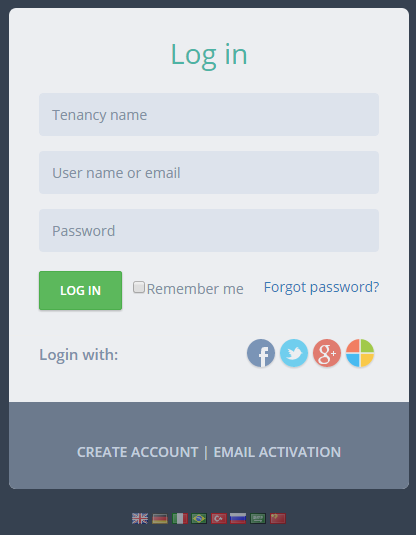 Log in
Tenancy name
User name or email
Password
LOG IN Remember me Forgot password?
Login with: f g+
CREATE ACCOUNT | EMAIL ACTIVATION